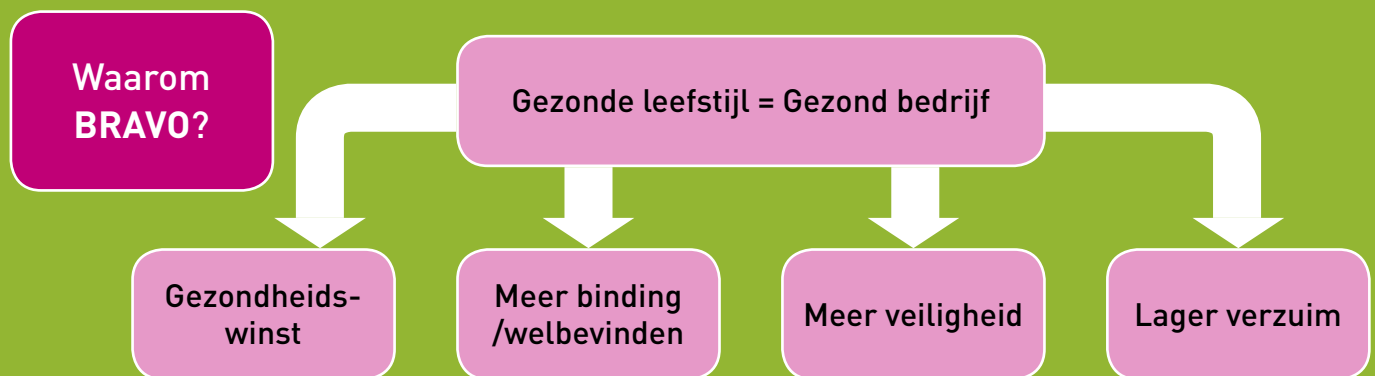 Waarom
BRAVO?
Gezonde leefstijl = Gezond bedrijf
Gezondheids-
winst
Meer binding
/welbevinden
Meer veiligheid
Lager verzuim